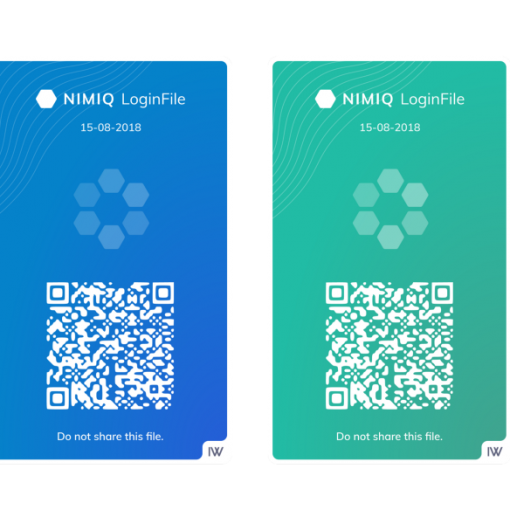 NIMIQ LoginFile
15-08-2018
Do not share this file.
IW
NIMIQ LoginFile
15-08-2018
Do not share this file.
IW